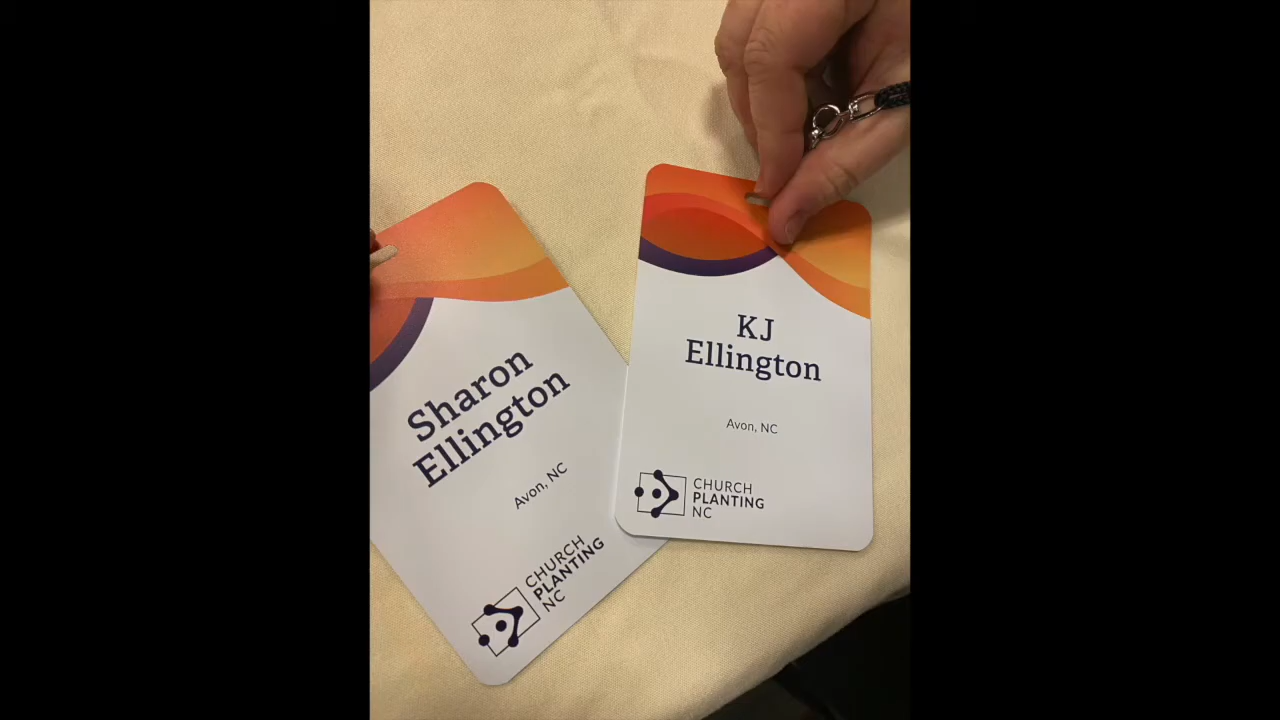 Sharon
Ellington
Avon, NC
CHURCH
PLANTING
NC
KJ
Ellington
Avon, NC
CHURCH
PLANTING
NC